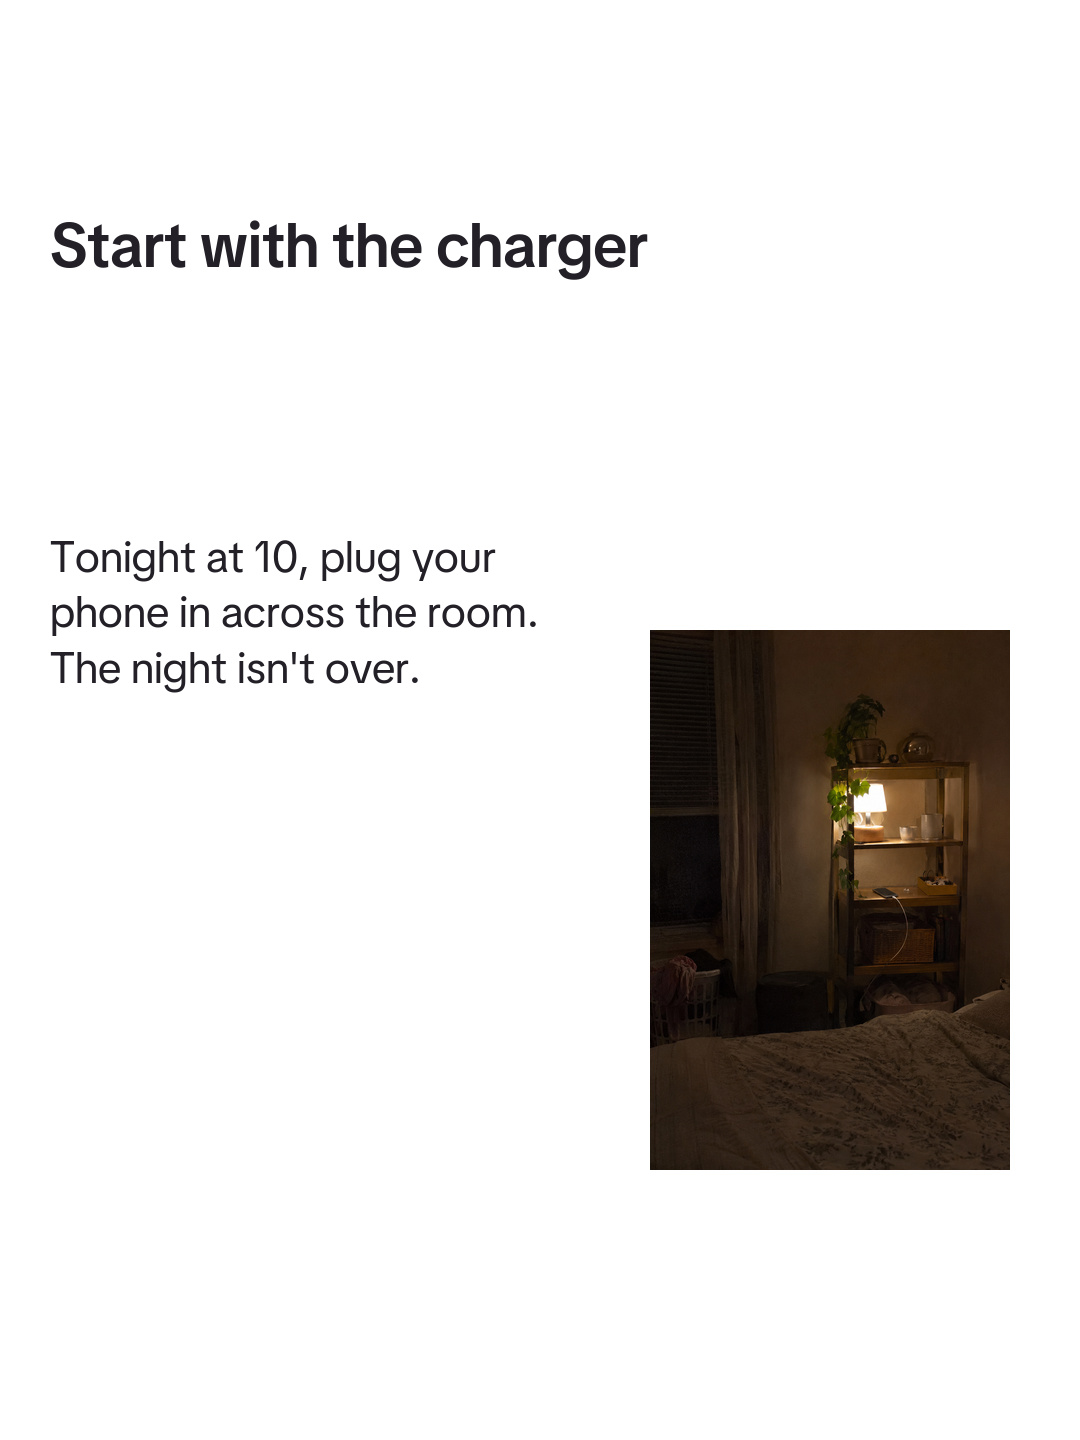 Start with the charger
Tonight at 10, plug your
phone in across the room.
The night isn't over.